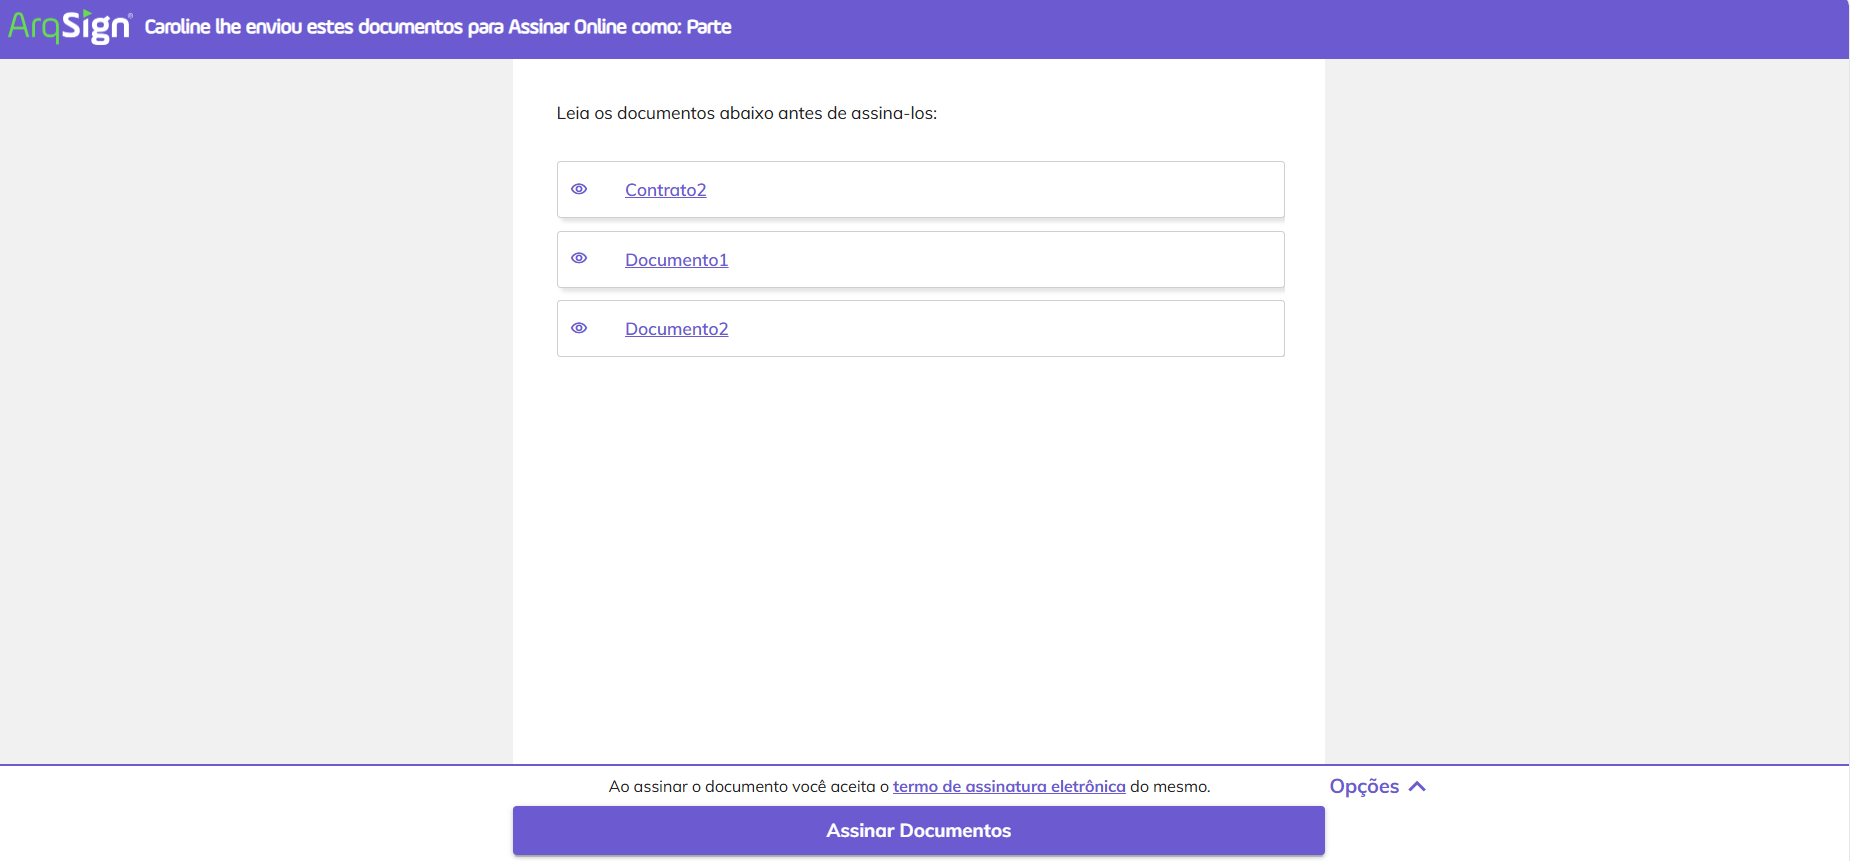 ArqSign® Caroline lhe enviou estes documentos para Assinar Online como: Parte
Leia os documentos abaixo antes de assina-los:
Contrato2
Documento1
Documento2
Ao assinar o documento você aceita o termo de assinatura eletrônica do mesmo.
Opções
Assinar Documentos